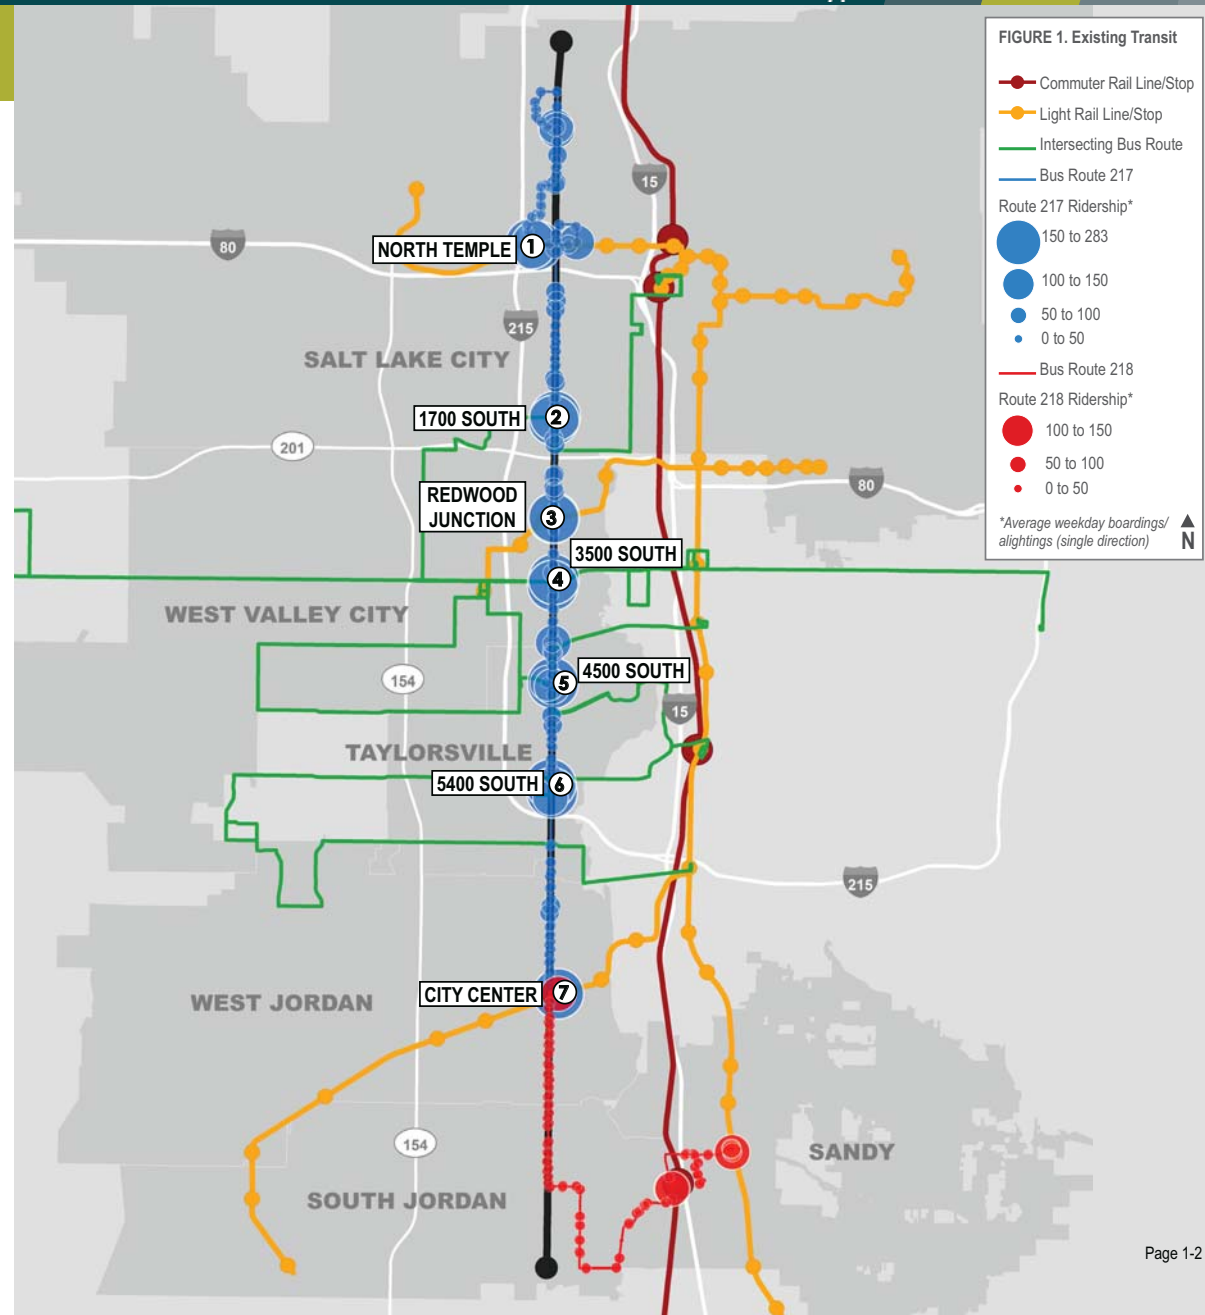 FIGURE 1. Existing Transit
Commuter Rail Line/Stop
Light Rail Line/Stop
Intersecting Bus Route
Bus Route 217
Route 217 Ridership*
150 to 283
100 to 150
50 to 100
0 to 50
Bus Route 218
Route 218 Ridership*
100 to 150
50 to 100
0 to 50
*Average weekday boardings/
alightings (single direction)
N
15
80
NORTH TEMPLE
1
215
SALT LAKE CITY
1700 SOUTH
2
201
80
REDWOOD
JUNCTION
3
3500 SOUTH
4
WEST VALLEY CITY
154
4500 SOUTH
5
15
TAYLORSVILLE
5400 SOUTH
6
215
WEST JORDAN
CITY CENTER
7
154
SANDY
SOUTH JORDAN
Page 1-2